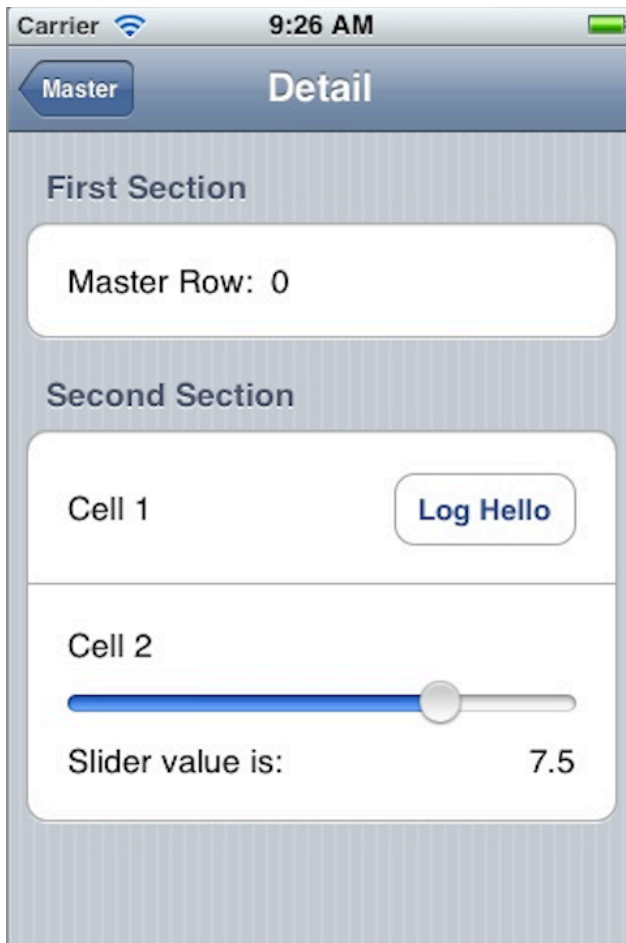 Carrier 9:26 AM
Master Detail
First Section
Master Row: 0
Second Section
Cell 1 Log Hello
Cell 2
Slider value is: 7.5